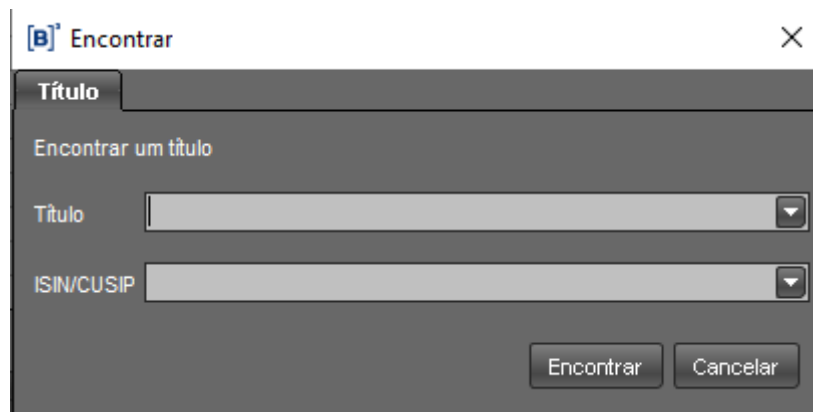 [B]³ Encontrar
Título
Encontrar um título
Título
ISIN/CUSIP
Encontrar Cancelar